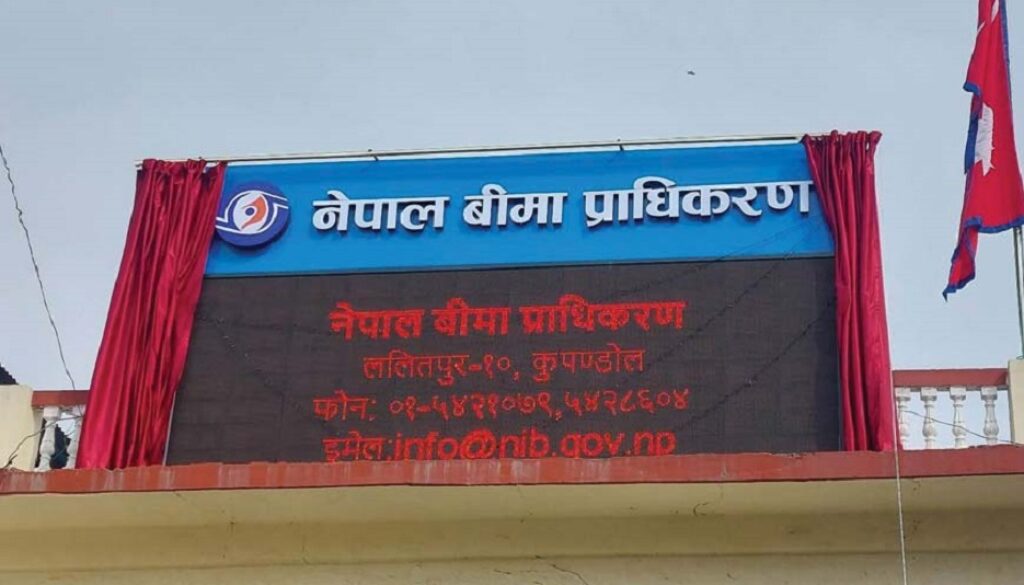 नेपाल बीमा प्राधिकरण
नेपाल बीमा प्राधिकरण
ललितपुर-१०, कुपण्डोल
फोन: ०१-५४२१०७९,५४२८६०४
इमेल:info@nib.gov.np